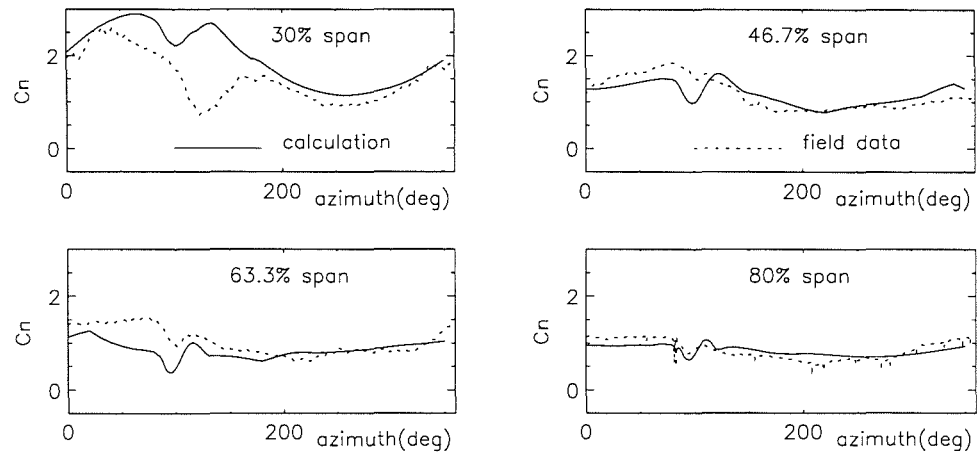 30% span
2
Cn
0
calculation
0
200
azimuth(deg)
46.7% span
2
Cn
0
field data
0
200
azimuth(deg)
63.3% span
2
Cn
0
0
200
azimuth(deg)
80% span
2
Cn
0
0
200
azimuth(deg)